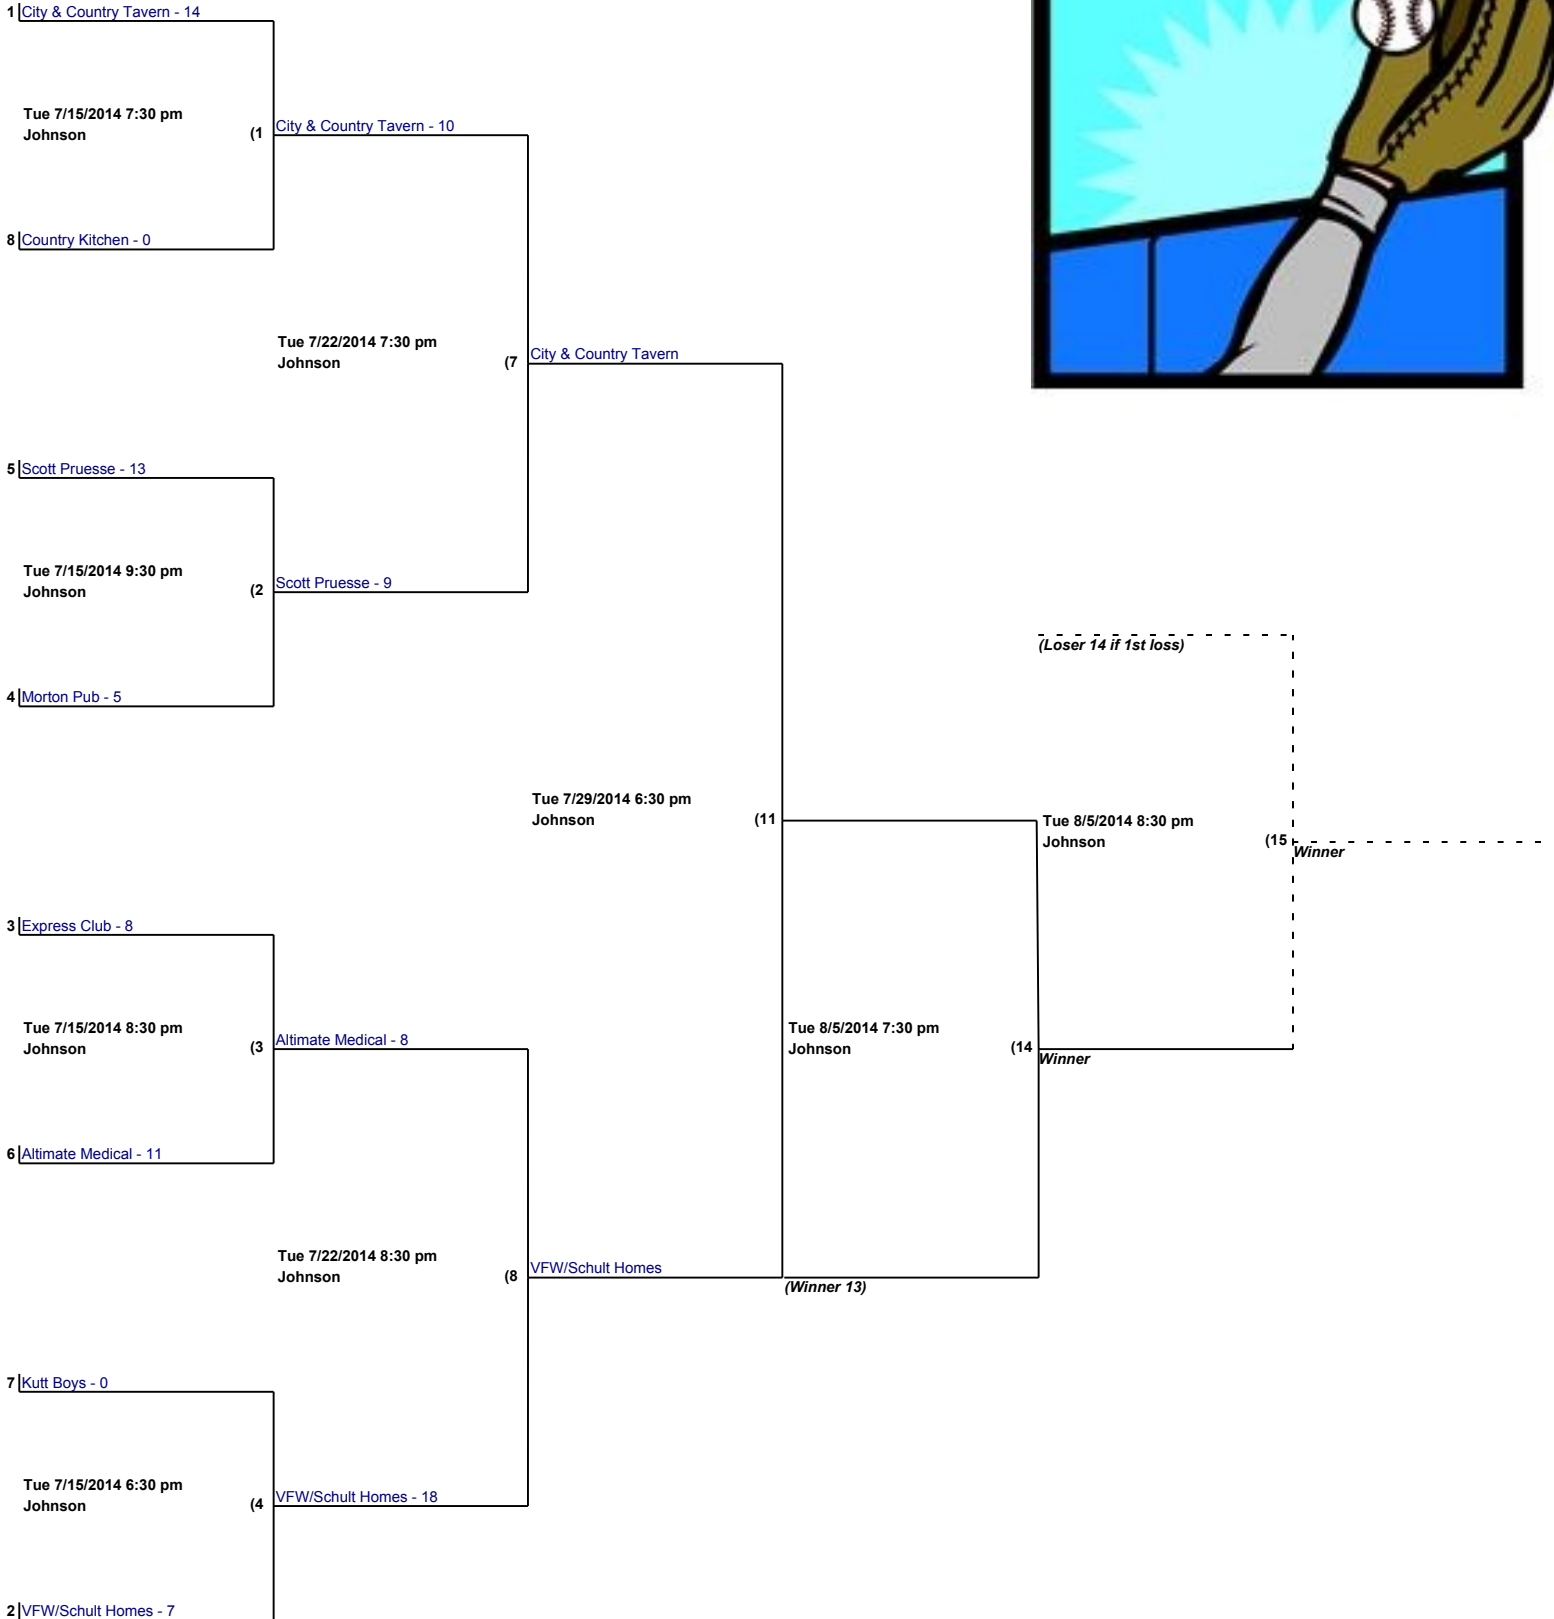 1 City & Country Tavern - 14
Tue 7/15/2014 7:30 pm
Johnson
(1
City & Country Tavern - 10
8 Country Kitchen - 0
Tue 7/22/2014 7:30 pm
Johnson
(7
City & Country Tavern
5 Scott Pruesse - 13
Tue 7/15/2014 9:30 pm
Johnson
(2
Scott Pruesse - 9
(Loser 14 if 1st loss)
4 Morton Pub - 5
Tue 7/29/2014 6:30 pm
Johnson
(11
Tue 8/5/2014 8:30 pm
Johnson
(15
Winner
3 Express Club - 8
Tue 7/15/2014 8:30 pm
Johnson
(3
Altimate Medical - 8
Tue 8/5/2014 7:30 pm
Johnson
(14
Winner
6 Altimate Medical - 11
Tue 7/22/2014 8:30 pm
Johnson
(8
VFW/Schult Homes
(Winner 13)
7 Kutt Boys - 0
Tue 7/15/2014 6:30 pm
Johnson
(4
VFW/Schult Homes - 18
2 VFW/Schult Homes - 7